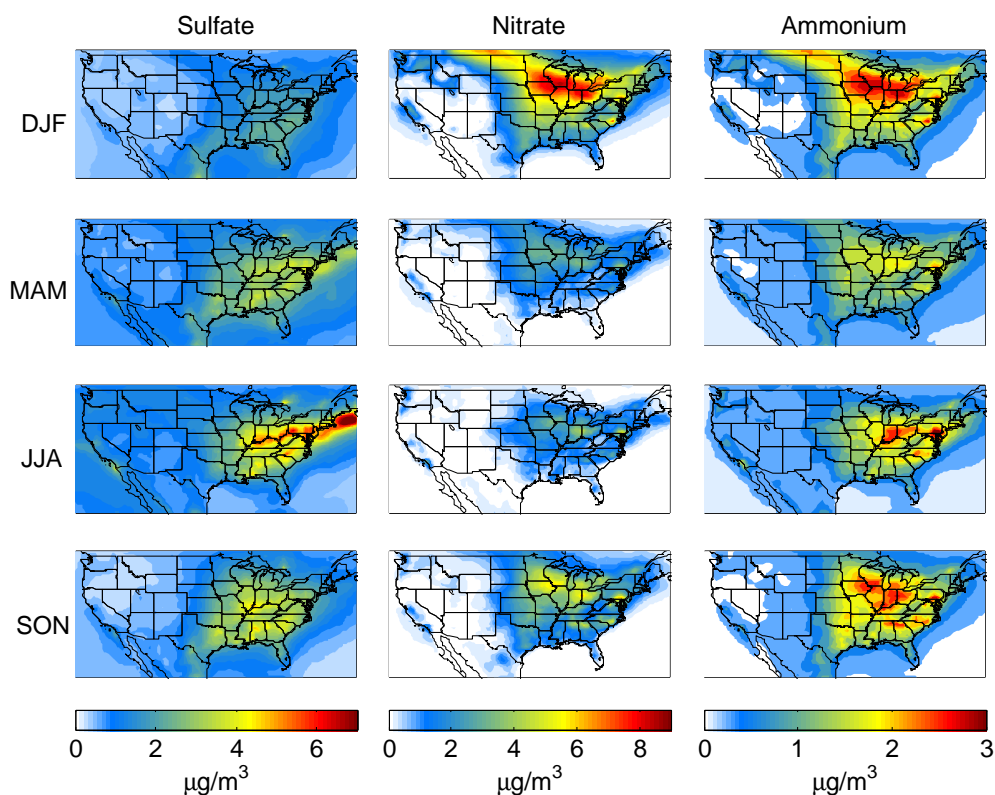 Sulfate Nitrate Ammonium
DJF
MAM
JJA
SON
0 2 4 6 0 2 4 6 8 0 1 2 3
μg/m³ μg/m³ μg/m³